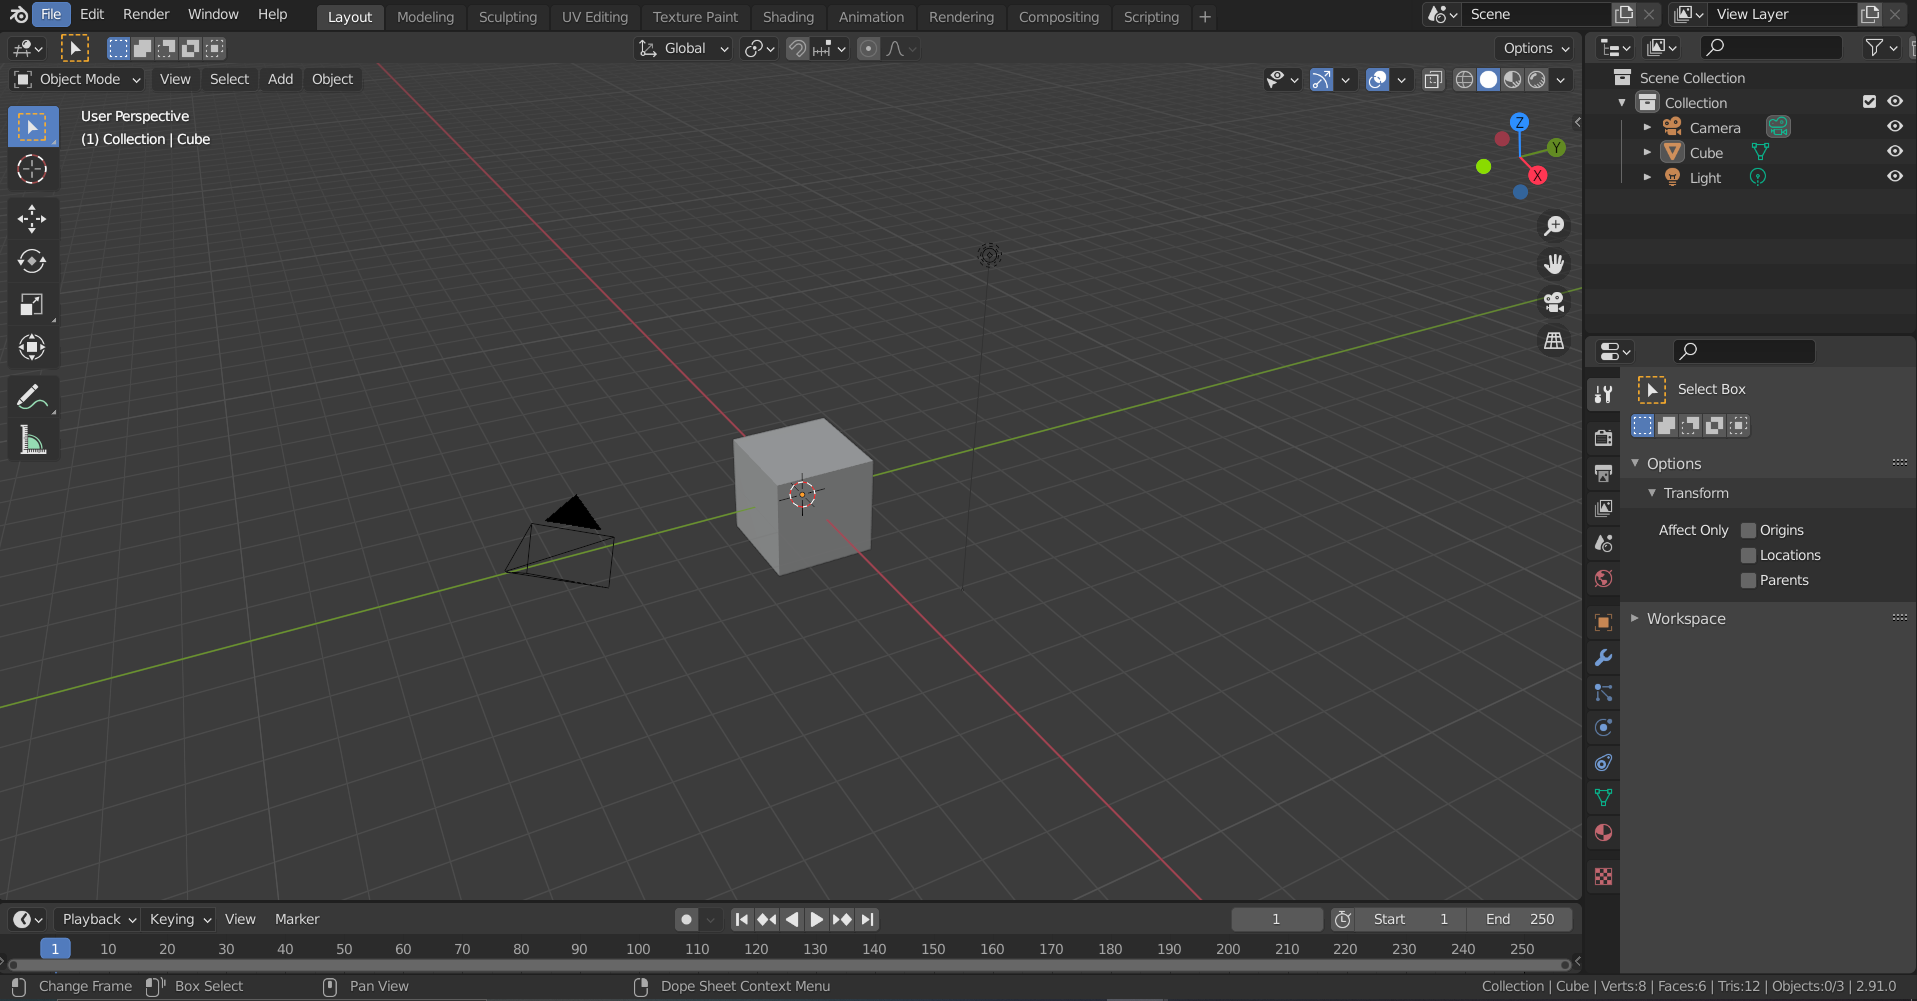 File Edit Render Window Help Layout Modeling Sculpting UV Editing Texture Paint Shading Animation Rendering Compositing Scripting + Scene View Layer
Global Options
Object Mode View Select Add Object
User Perspective
(1) Collection | Cube
Z
Y
X
Scene Collection
Collection
Camera
Cube
Light
Select Box
Options
Transform
Affect Only Origins
Locations
Parents
Workspace
Playback Keying View Marker 1 Start 1 End 250
1 10 20 30 40 50 60 70 80 90 100 110 120 130 140 150 160 170 180 190 200 210 220 230 240 250
Change Frame Box Select Pan View Dope Sheet Context Menu Collection | Cube | Verts:8 | Faces:6 | Tris:12 | Objects:0/3 | 2.91.0